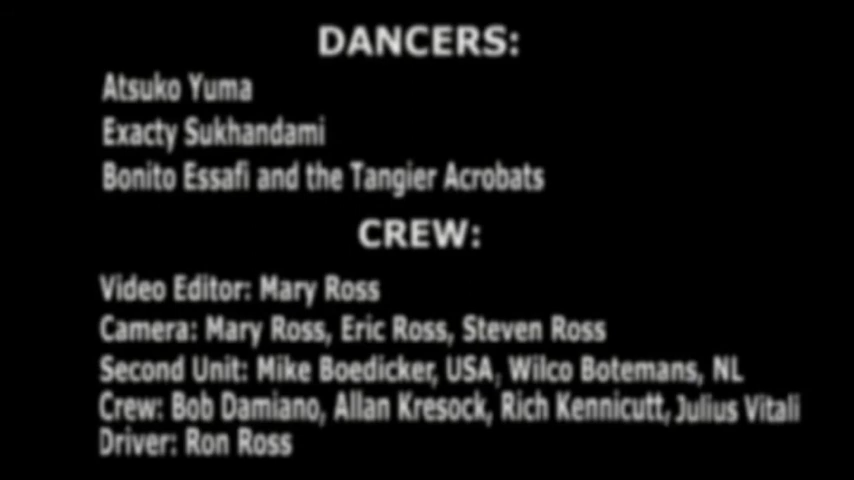 DANCERS:
Atsuko Yuma
Exacty Sukhandami
Bonito Essafi and the Tangier Acrobats
CREW:
Video Editor: Mary Ross
Camera: Mary Ross, Eric Ross, Steven Ross
Second Unit: Mike Boedicker, USA, Wilco Botemans, NL
Crew: Bob Damiano, Allan Kresock, Rich Kennicutt, Julius Vitali
Driver: Ron Ross